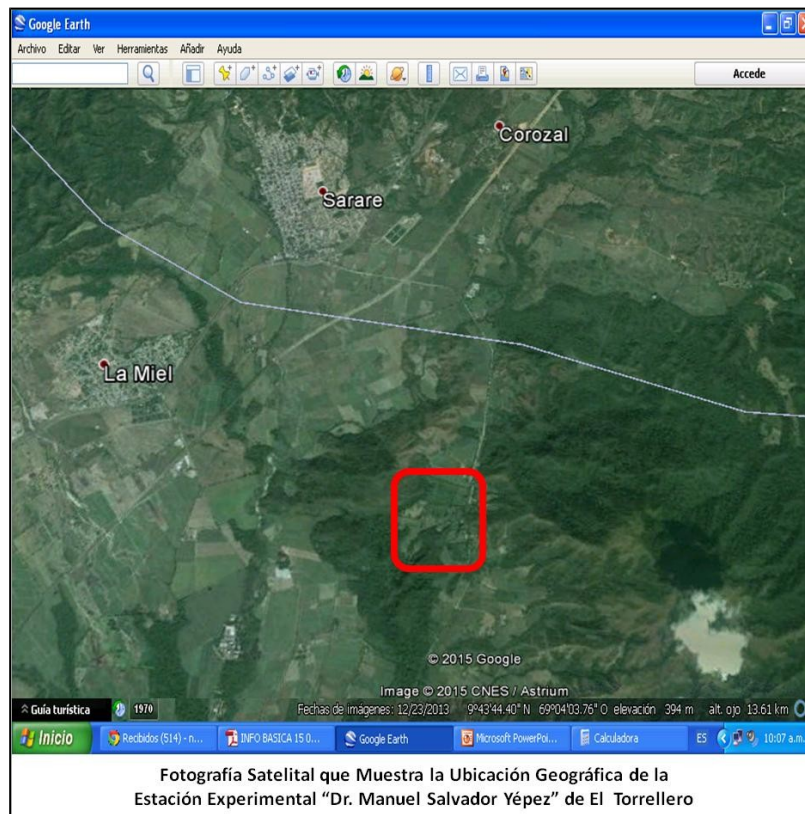 Google Earth
Archivo Editar Ver Herramientas Añadir Ayuda
Accede
Corozal
Sarare
La Miel
© 2015 Google
Image © 2015 CNES / Astrium
Guía turística 1970 Fechas de imágenes: 12/23/2013 9°43'44.40" N 69°04'03.76" O elevación 394 m alt. ojo 13.61 km
Inicio Recibidos (514) - n... INFO BASICA 15 0... Google Earth Microsoft PowerPoi... Calculadora ES 10:07 a.m.
Fotografía Satelital que Muestra la Ubicación Geográfica de la
Estación Experimental “Dr. Manuel Salvador Yépez” de El Torrellero